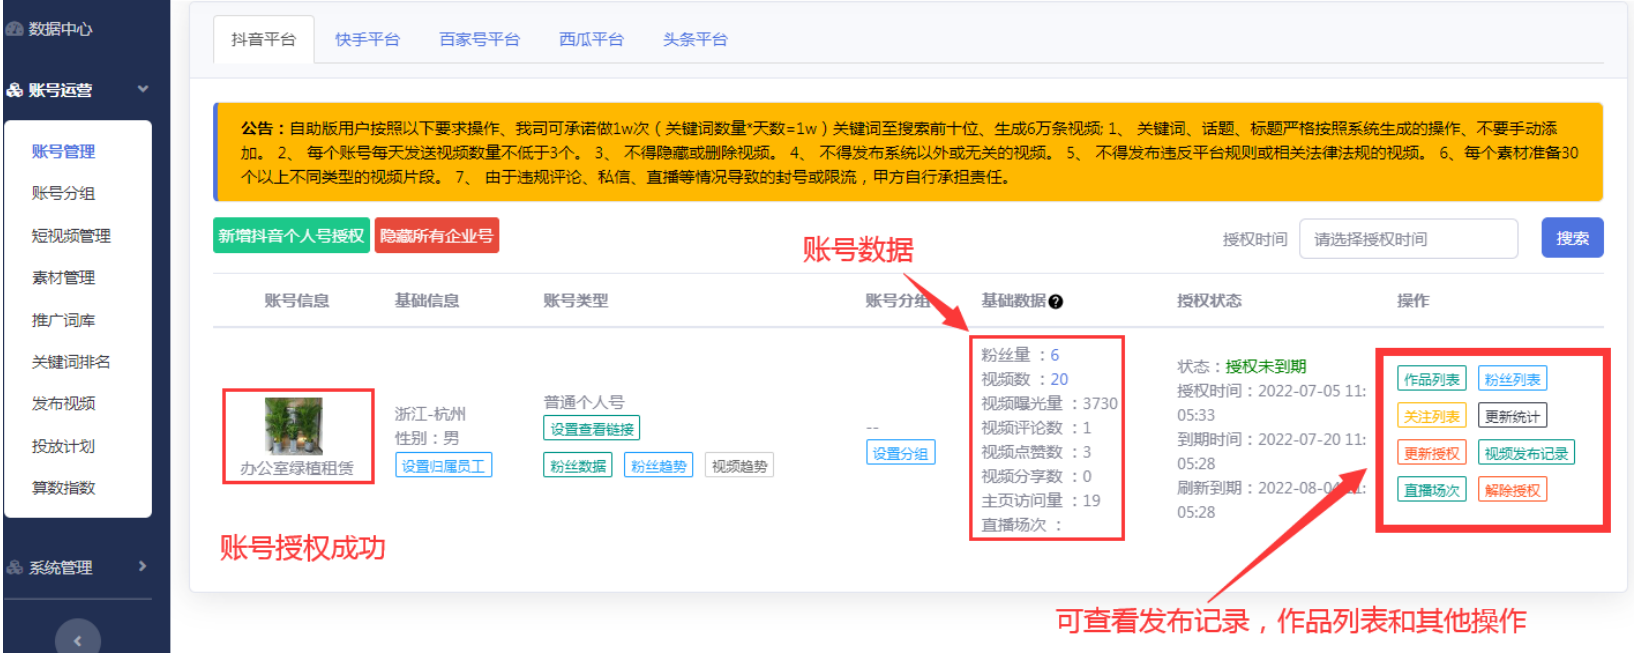 数据中心
账号运营
账号管理
账号分组
短视频管理
素材管理
推广词库
关键词排名
发布视频
投放计划
算数指数
系统管理
抖音平台 快手平台 百家号平台 西瓜平台 头条平台
公告：自助版用户按照以下要求操作、我司可承诺做1w次（关键词数量*天数=1w）关键词至搜索前十位、生成6万条视频; 1、 关键词、话题、标题严格按照系统生成的操作、不要手动添
加。 2、 每个账号每天发送视频数量不低于3个。 3、 不得隐藏或删除视频。 4、 不得发布系统以外或无关的视频。 5、 不得发布违反平台规则或相关法律法规的视频。 6、每个素材准备30
个以上不同类型的视频片段。 7、 由于违规评论、私信、直播等情况导致的封号或限流，甲方自行承担责任。
新增抖音个人号授权 隐藏所有企业号
账号数据
授权时间 请选择授权时间 搜索
账号信息 基础信息 账号类型 账号分组 基础数据 授权状态 操作
办公室绿植租赁
浙江-杭州
性别：男
设置归属员工
普通个人号
设置查看链接
粉丝数据 粉丝趋势 视频趋势
--
设置分组
粉丝量 ：6
视频数 ：20
视频曝光量 ：3730
视频评论数 ：1
视频点赞数 ：3
视频分享数 ：0
主页访问量 ：19
直播场次 ：
状态：授权未到期
授权时间：2022-07-05 11:
05:33
到期时间：2022-07-20 11:
05:28
刷新到期：2022-08-04 11:
05:28
作品列表 粉丝列表
关注列表 更新统计
更新授权 视频发布记录
直播场次 解除授权
账号授权成功
可查看发布记录，作品列表和其他操作